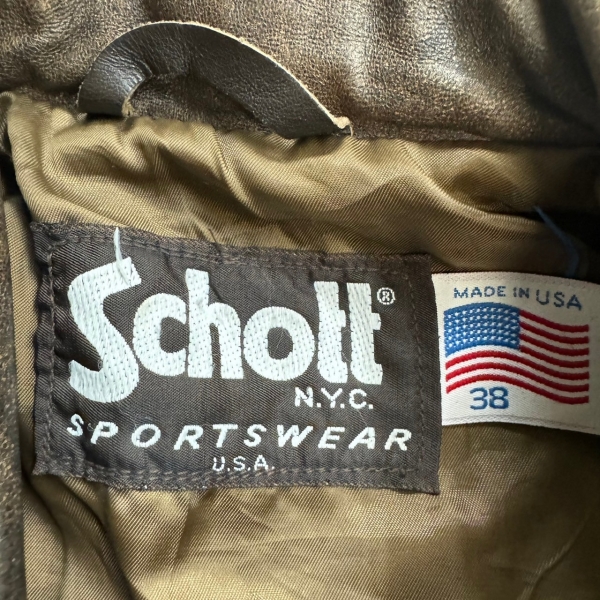 Schott®
N.Y.C.
SPORTSWEAR
U.S.A.
MADE IN USA
38